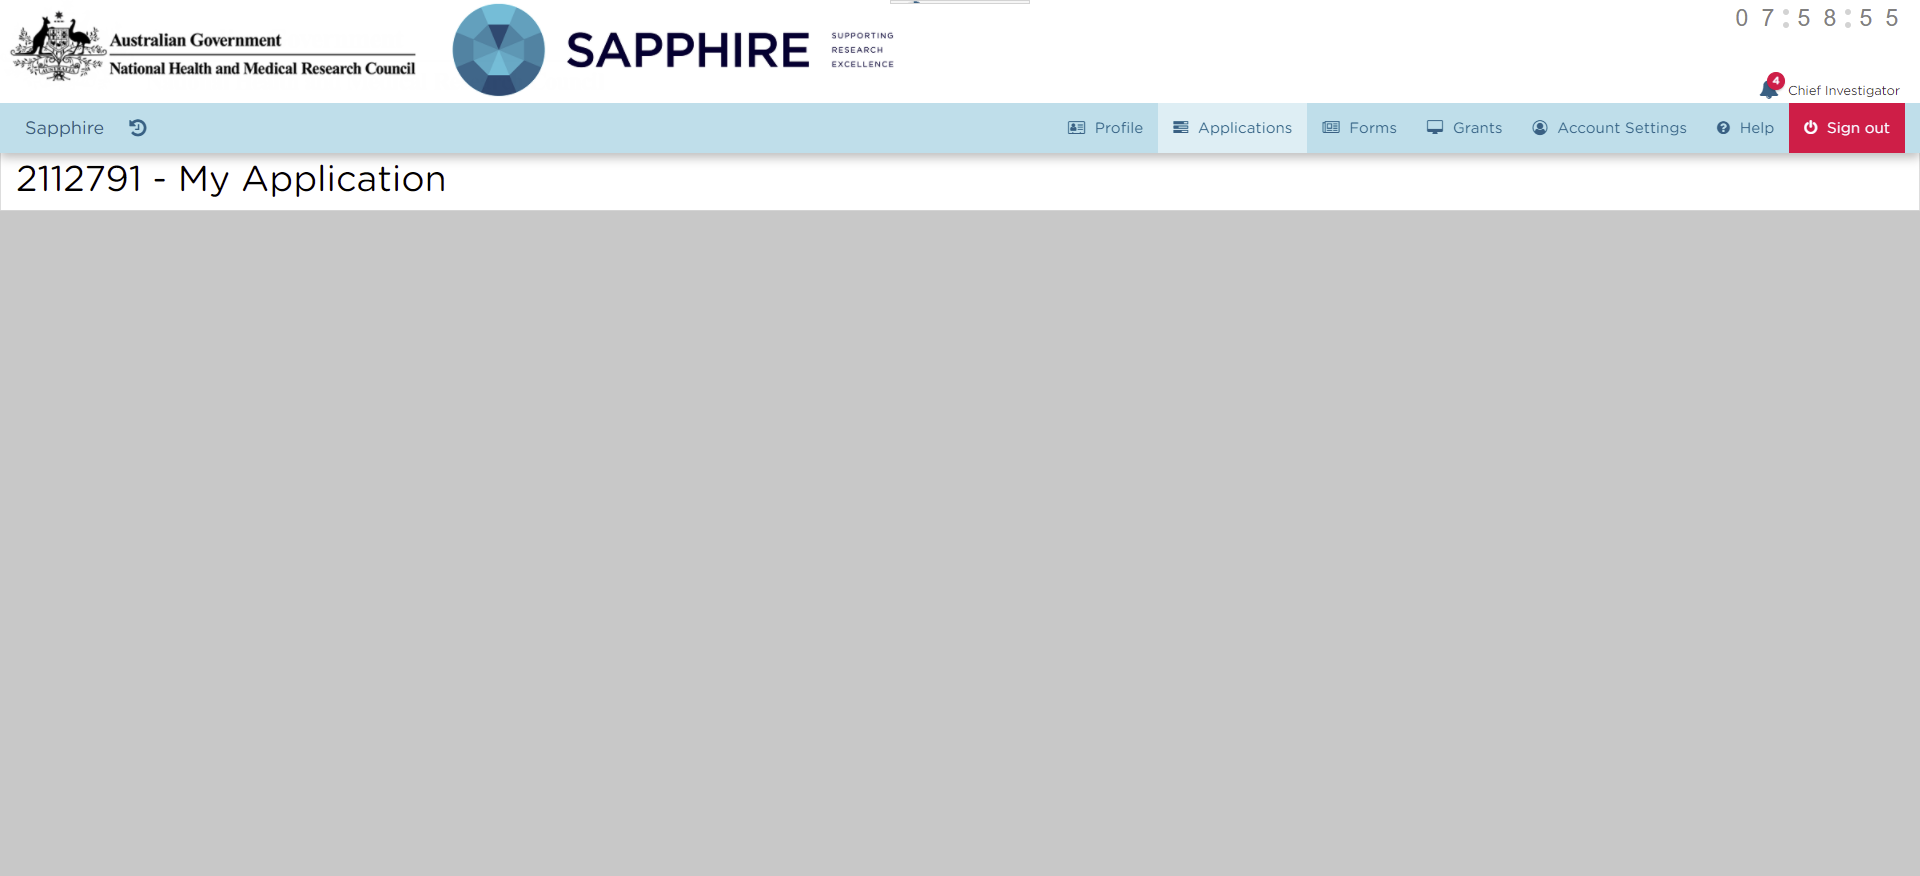 Australian Government
National Health and Medical Research Council
SAPPHIRE
SUPPORTING
RESEARCH
EXCELLENCE
07:58:55
4
Chief Investigator
Sapphire
Profile
Applications
Forms
Grants
Account Settings
Help
Sign out
2112791 - My Application